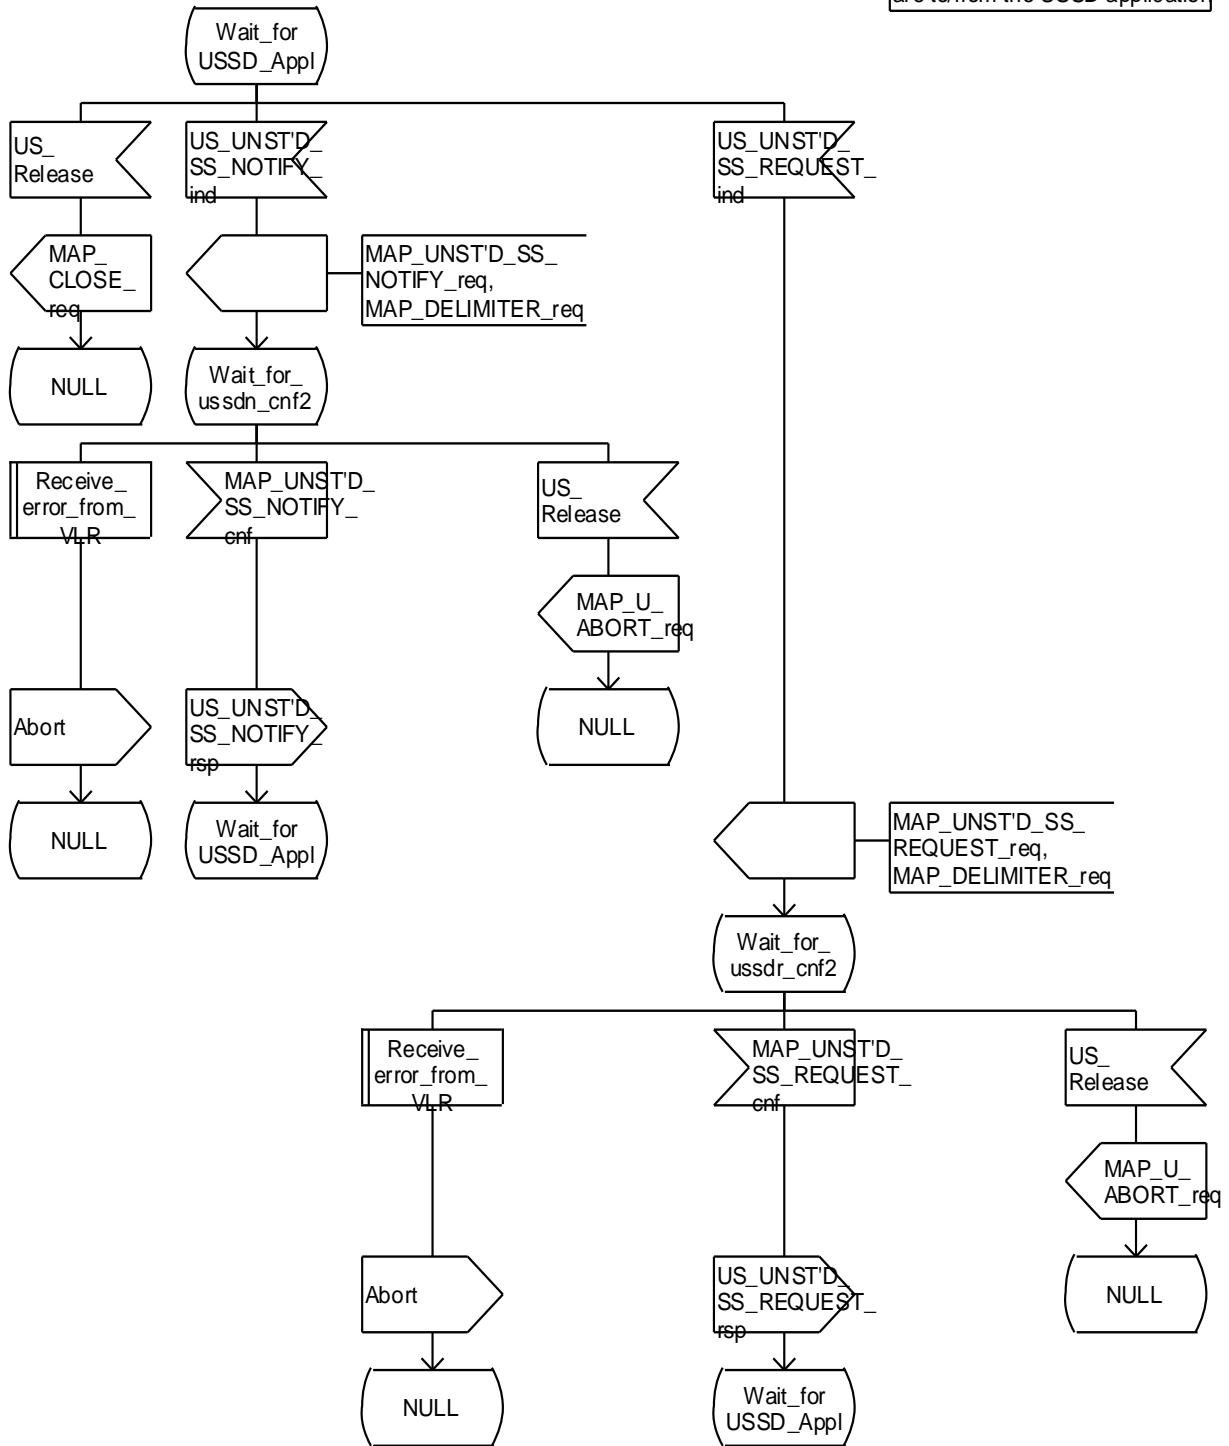 are to/from the USSD application
Wait_for
USSD_Appl
US_
Release
US_UNST'D_
SS_NOTIFY_
ind
US_UNST'D_
SS_REQUEST_
ind
MAP_
CLOSE_
req
MAP_UNST'D_SS_
NOTIFY_req,
MAP_DELIMITER_req
NULL
Wait_for_
ussdn_cnf2
Receive_
error_from_
VLR
MAP_UNST'D_
SS_NOTIFY_
cnf
US_
Release
MAP_U_
ABORT_req
Abort
US_UNST'D_
SS_NOTIFY_
rsp
NULL
NULL
Wait_for
USSD_Appl
MAP_UNST'D_SS_
REQUEST_req,
MAP_DELIMITER_req
Wait_for_
ussdr_cnf2
Receive_
error_from_
VLR
MAP_UNST'D_
SS_REQUEST_
cnf
US_
Release
MAP_U_
ABORT_req
Abort
US_UNST'D_
SS_REQUEST_
rsp
NULL
NULL
Wait_for
USSD_Appl